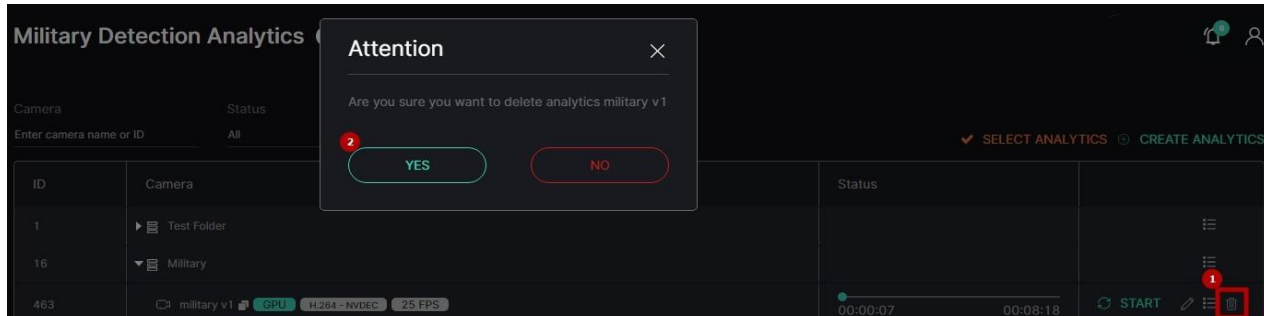 Military Detection Analytics
Attention
Are you sure you want to delete analytics military v1
2
YES NO
Camera Status
Enter camera name or ID All
SELECT ANALYTICS CREATE ANALYTICS
ID Camera Status
1 Test Folder
16 Military
1
463 military v1 GPU H.264 - NVDEC 25 FPS 00:00:07 00:08:18 START